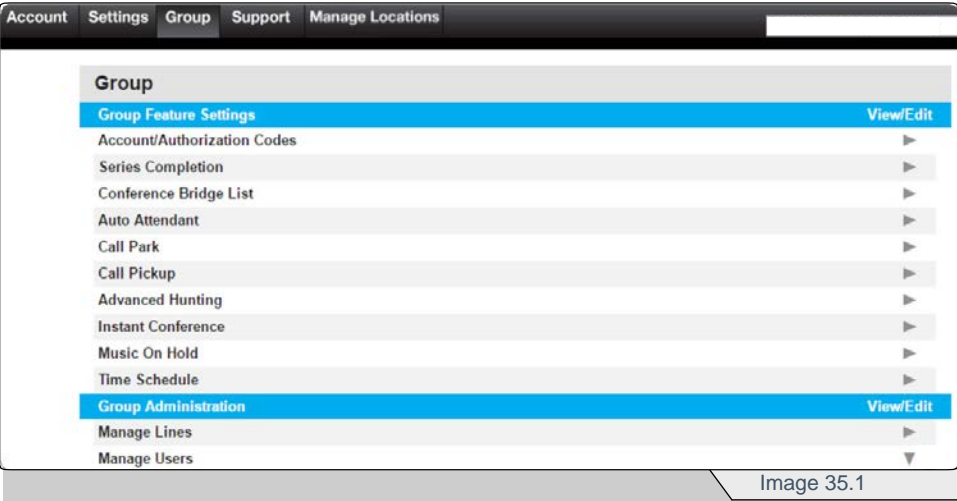 Account Settings Group Support Manage Locations
Group
Group Feature Settings View/Edit
Account/Authorization Codes
Series Completion
Conference Bridge List
Auto Attendant
Call Park
Call Pickup
Advanced Hunting
Instant Conference
Music On Hold
Time Schedule
Group Administration View/Edit
Manage Lines
Manage Users
Image 35.1